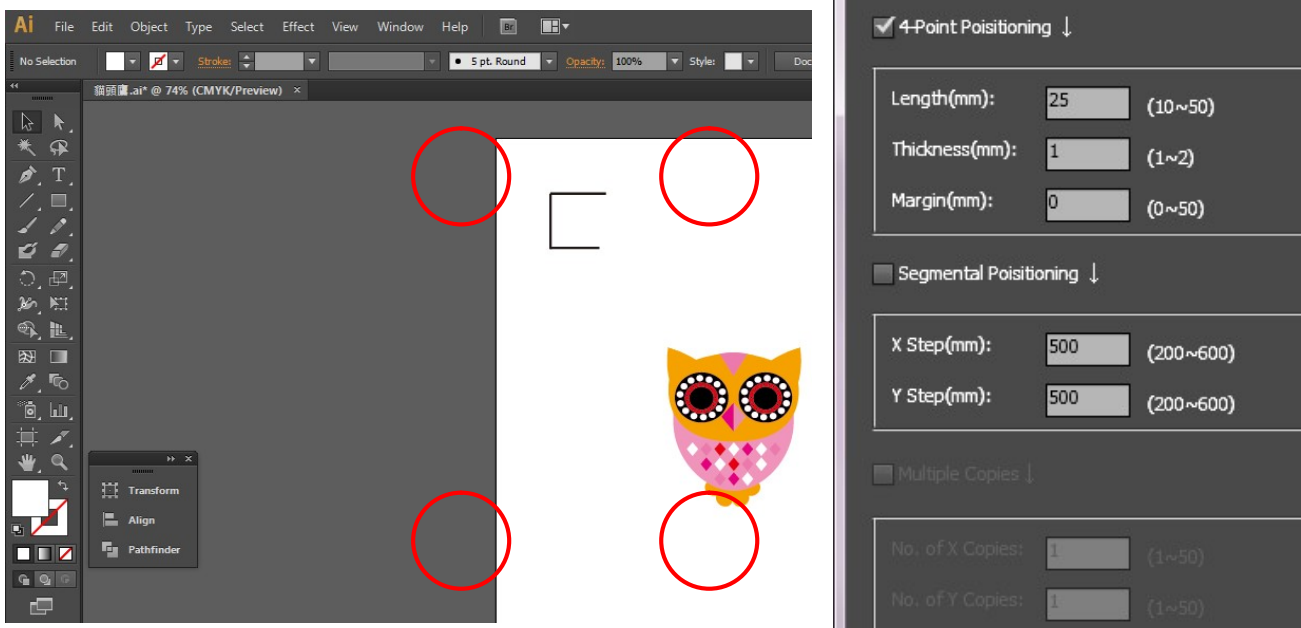 Ai File Edit Object Type Select Effect View Window Help Br
No Selection Stroke: 5 pt. Round Opacity: 100% Style: Doc
貓頭鷹.ai* @ 74% (CMYK/Preview) ×
T
Transform
Align
Pathfinder
4-Point Poisitioning ↓
Length(mm): 25 (10~50)
Thickness(mm): 1 (1~2)
Margin(mm): 0 (0~50)
Segmental Poisitioning ↓
X Step(mm): 500 (200~600)
Y Step(mm): 500 (200~600)
Multiple Copies ↓
No. of X Copies: 1 (1~50)
No. of Y Copies: 1 (1~50)